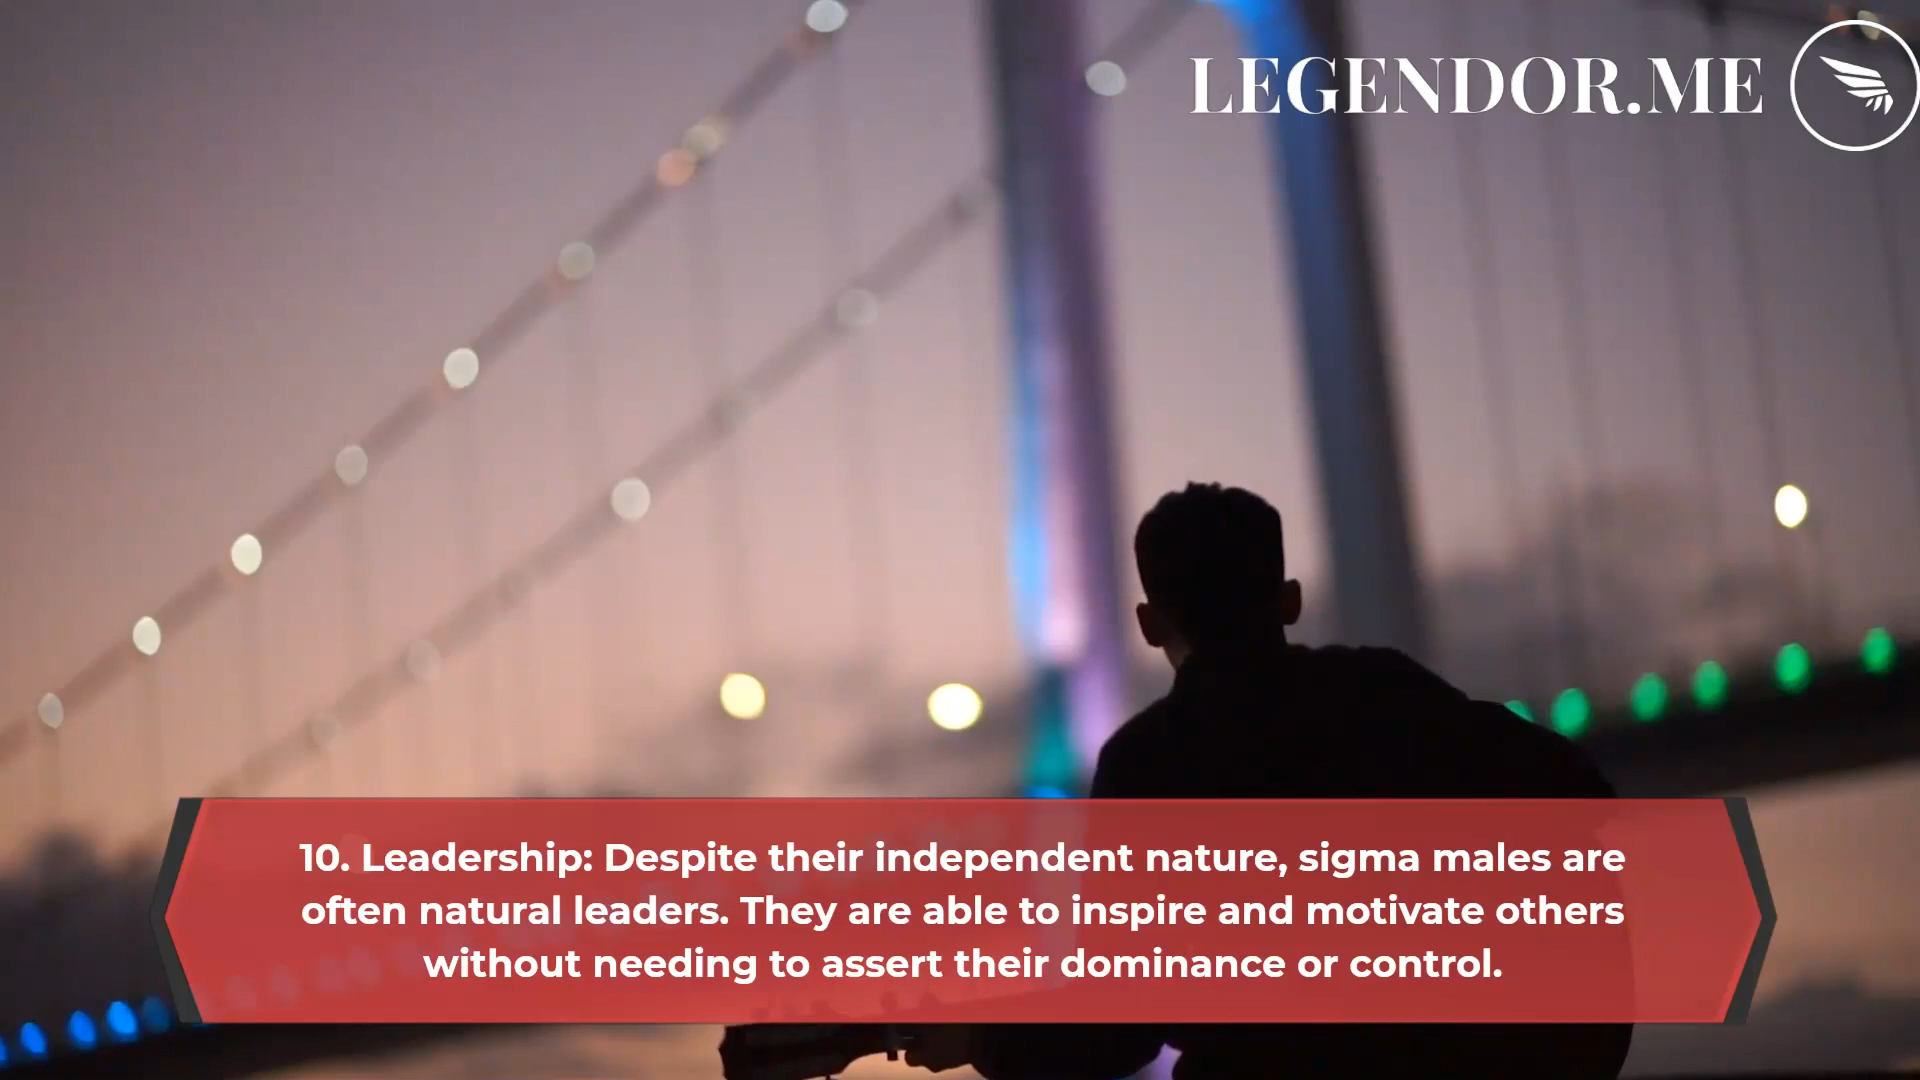 LEGENDOR.ME
10. Leadership: Despite their independent nature, sigma males are
often natural leaders. They are able to inspire and motivate others
without needing to assert their dominance or control.